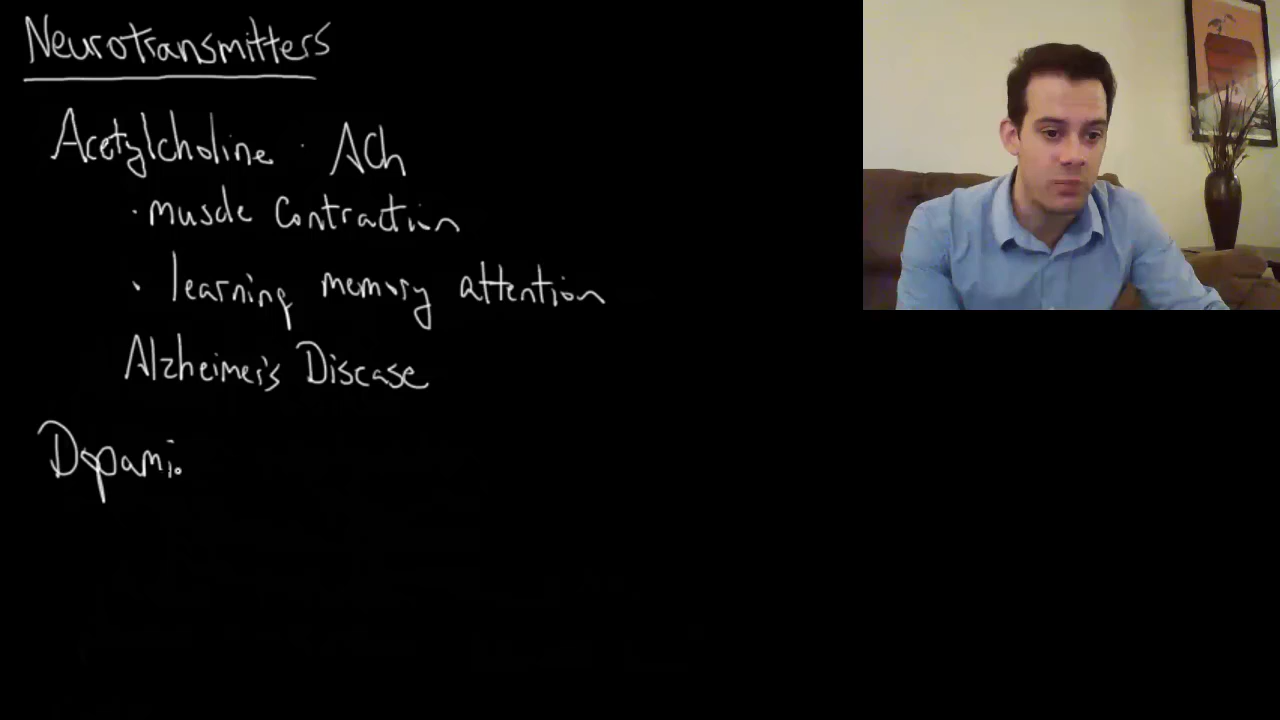 Neurotransmitters
Acetylcholine · ACh
· muscle contraction
· learning memory attention
Alzheimer's Disease
Dopami